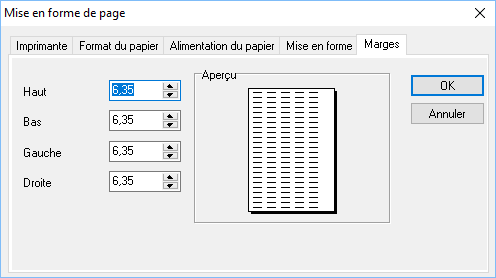 Mise en forme de page
Imprimante Format du papier Alimentation du papier Mise en forme Marges
Haut 6,35
Bas 6,35
Gauche 6,35
Droite 6,35
Aperçu
OK
Annuler